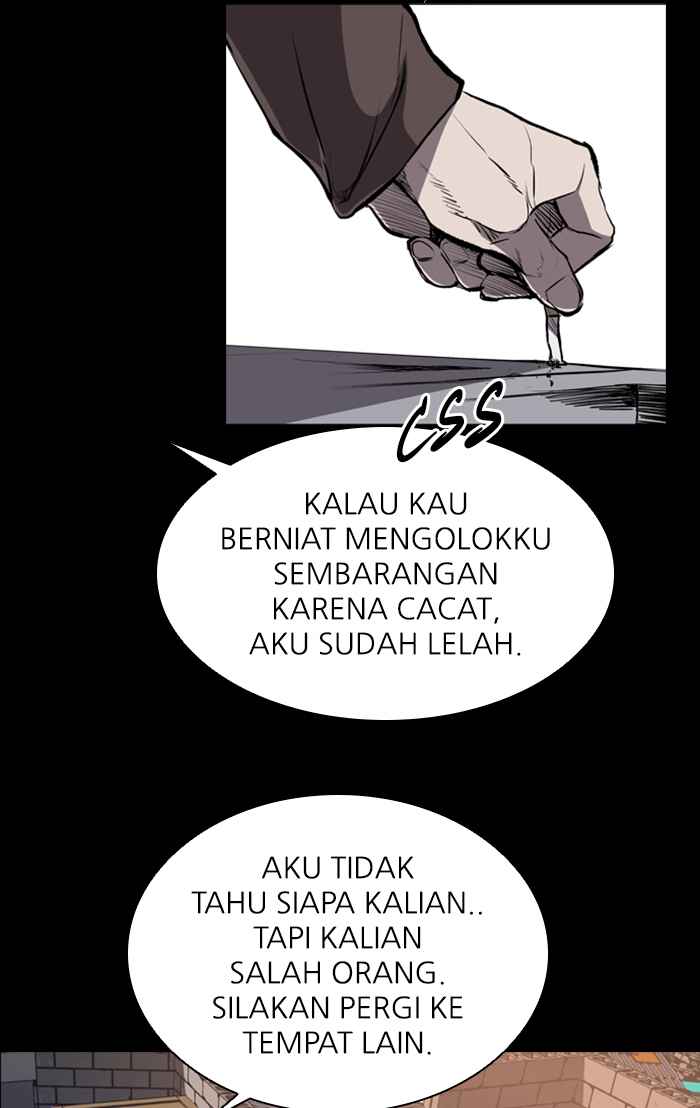 CSS
KALAU KAU
BERNIAT MENGOLOKKU
SEMBARANGAN
KARENA CACAT,
AKU SUDAH LELAH.
AKU TIDAK
TAHU SIAPA KALIAN..
TAPI KALIAN
SALAH ORANG.
SILAKAN PERGI KE
TEMPAT LAIN.